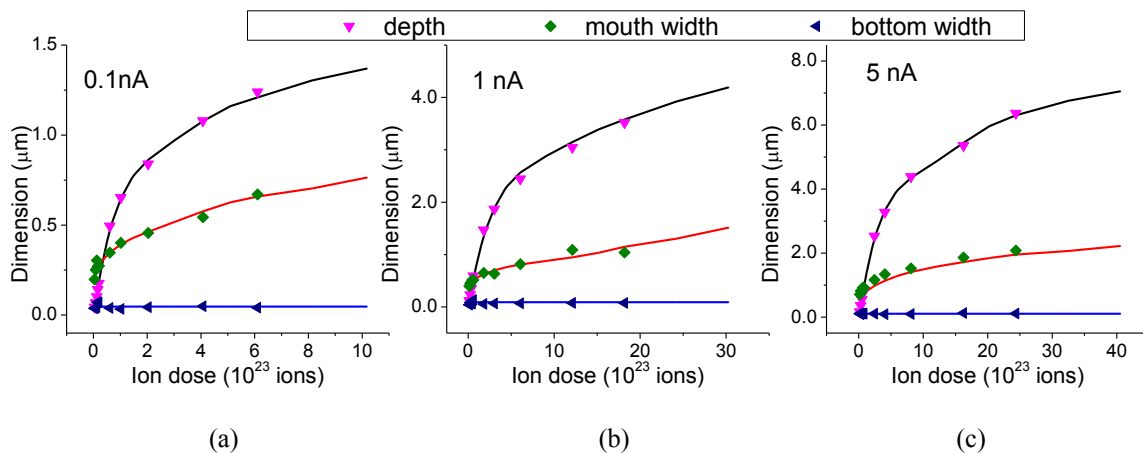 depth mouth width bottom width
0.1nA
1.5
1.0
0.5
0.0
Dimension (μm)
0 2 4 6 8 10
Ion dose (10²³ ions)
1 nA
4.0
2.0
0.0
Dimension (μm)
0 10 20 30
Ion dose (10²³ ions)
5 nA
8.0
6.0
4.0
2.0
0.0
Dimension (μm)
0 10 20 30 40
Ion dose (10²³ ions)
(a) (b) (c)